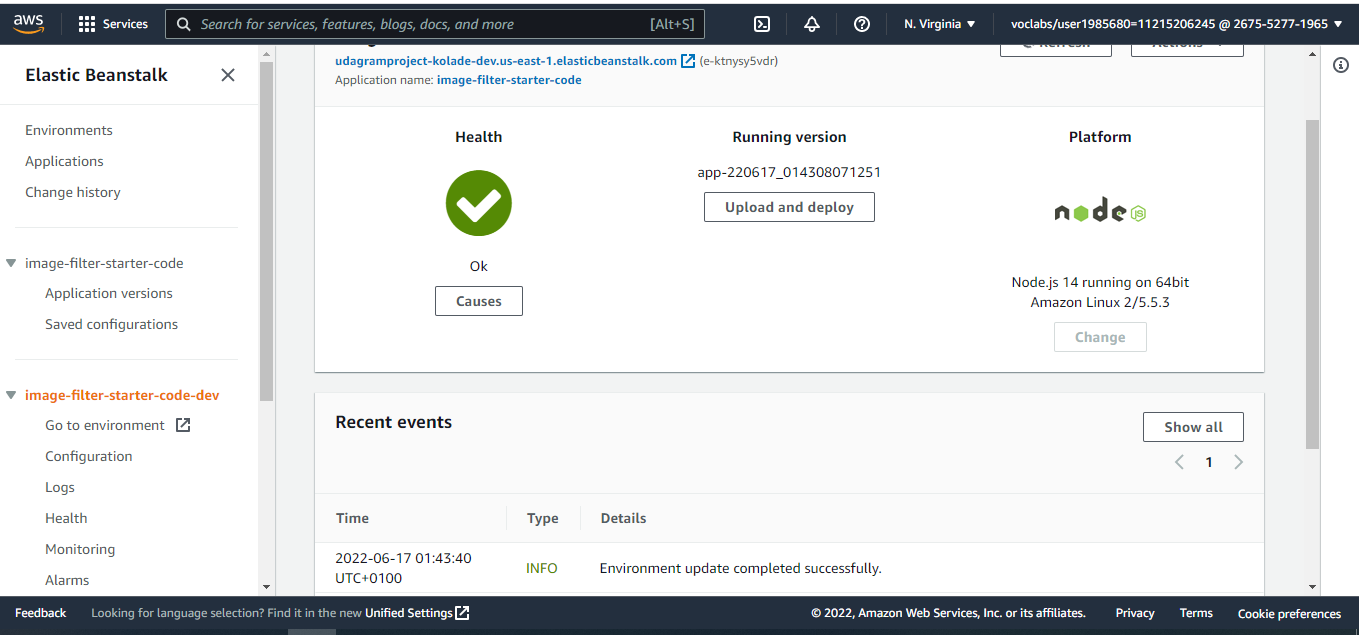 aws
Services
Search for services, features, blogs, docs, and more [Alt+S]
N. Virginia
voclabs/user1985680=11215206245 @ 2675-5277-1965
Elastic Beanstalk
Environments
Applications
Change history
image-filter-starter-code
Application versions
Saved configurations
image-filter-starter-code-dev
Go to environment
Configuration
Logs
Health
Monitoring
Alarms
Refresh
Actions
udagramproject-kolade-dev.us-east-1.elasticbeanstalk.com (e-ktnysy5vdr)
Application name: image-filter-starter-code
Health
Ok
Causes
Running version
app-220617_014308071251
Upload and deploy
Platform
node
JS
Node.js 14 running on 64bit
Amazon Linux 2/5.5.3
Change
Recent events
Show all
1
Time Type Details
2022-06-17 01:43:40
UTC+0100
INFO
Environment update completed successfully.
Feedback
Looking for language selection? Find it in the new Unified Settings
© 2022, Amazon Web Services, Inc. or its affiliates.
Privacy
Terms
Cookie preferences